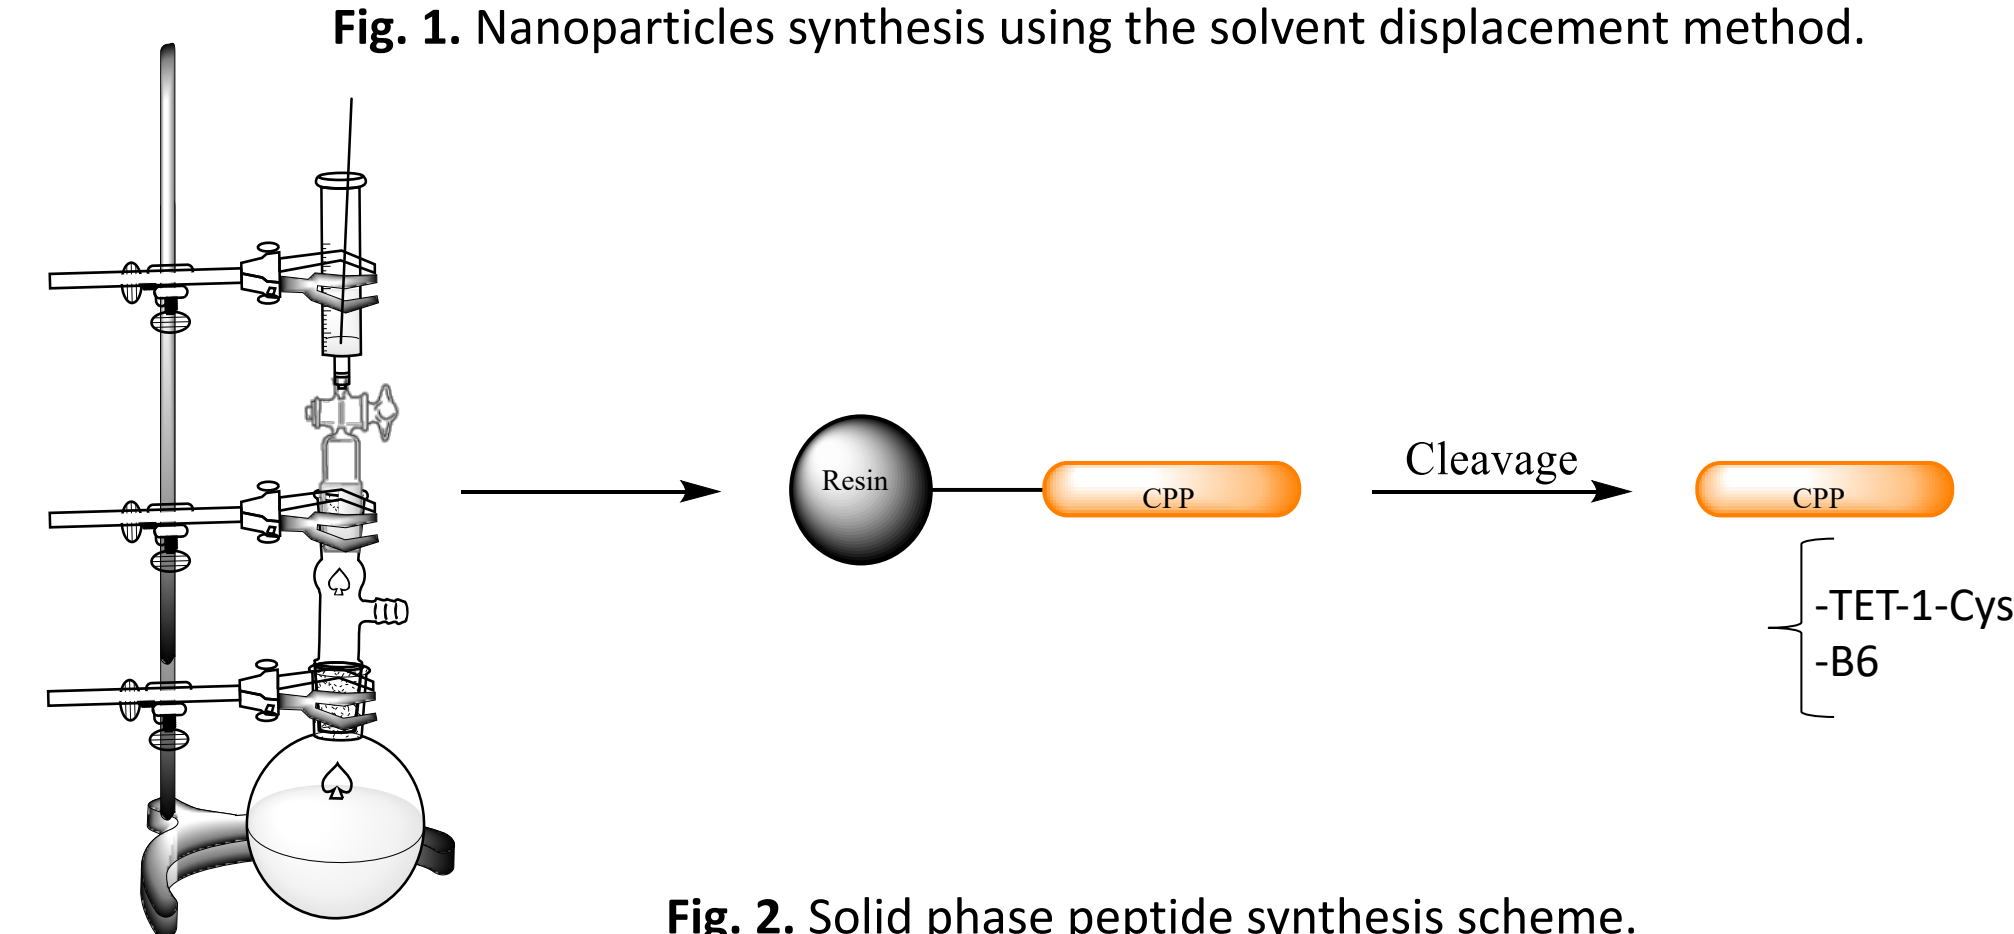 Fig. 1. Nanoparticles synthesis using the solvent displacement method.
Resin
CPP
Cleavage
CPP
-TET-1-Cys
-B6
Fig. 2. Solid phase peptide synthesis scheme.